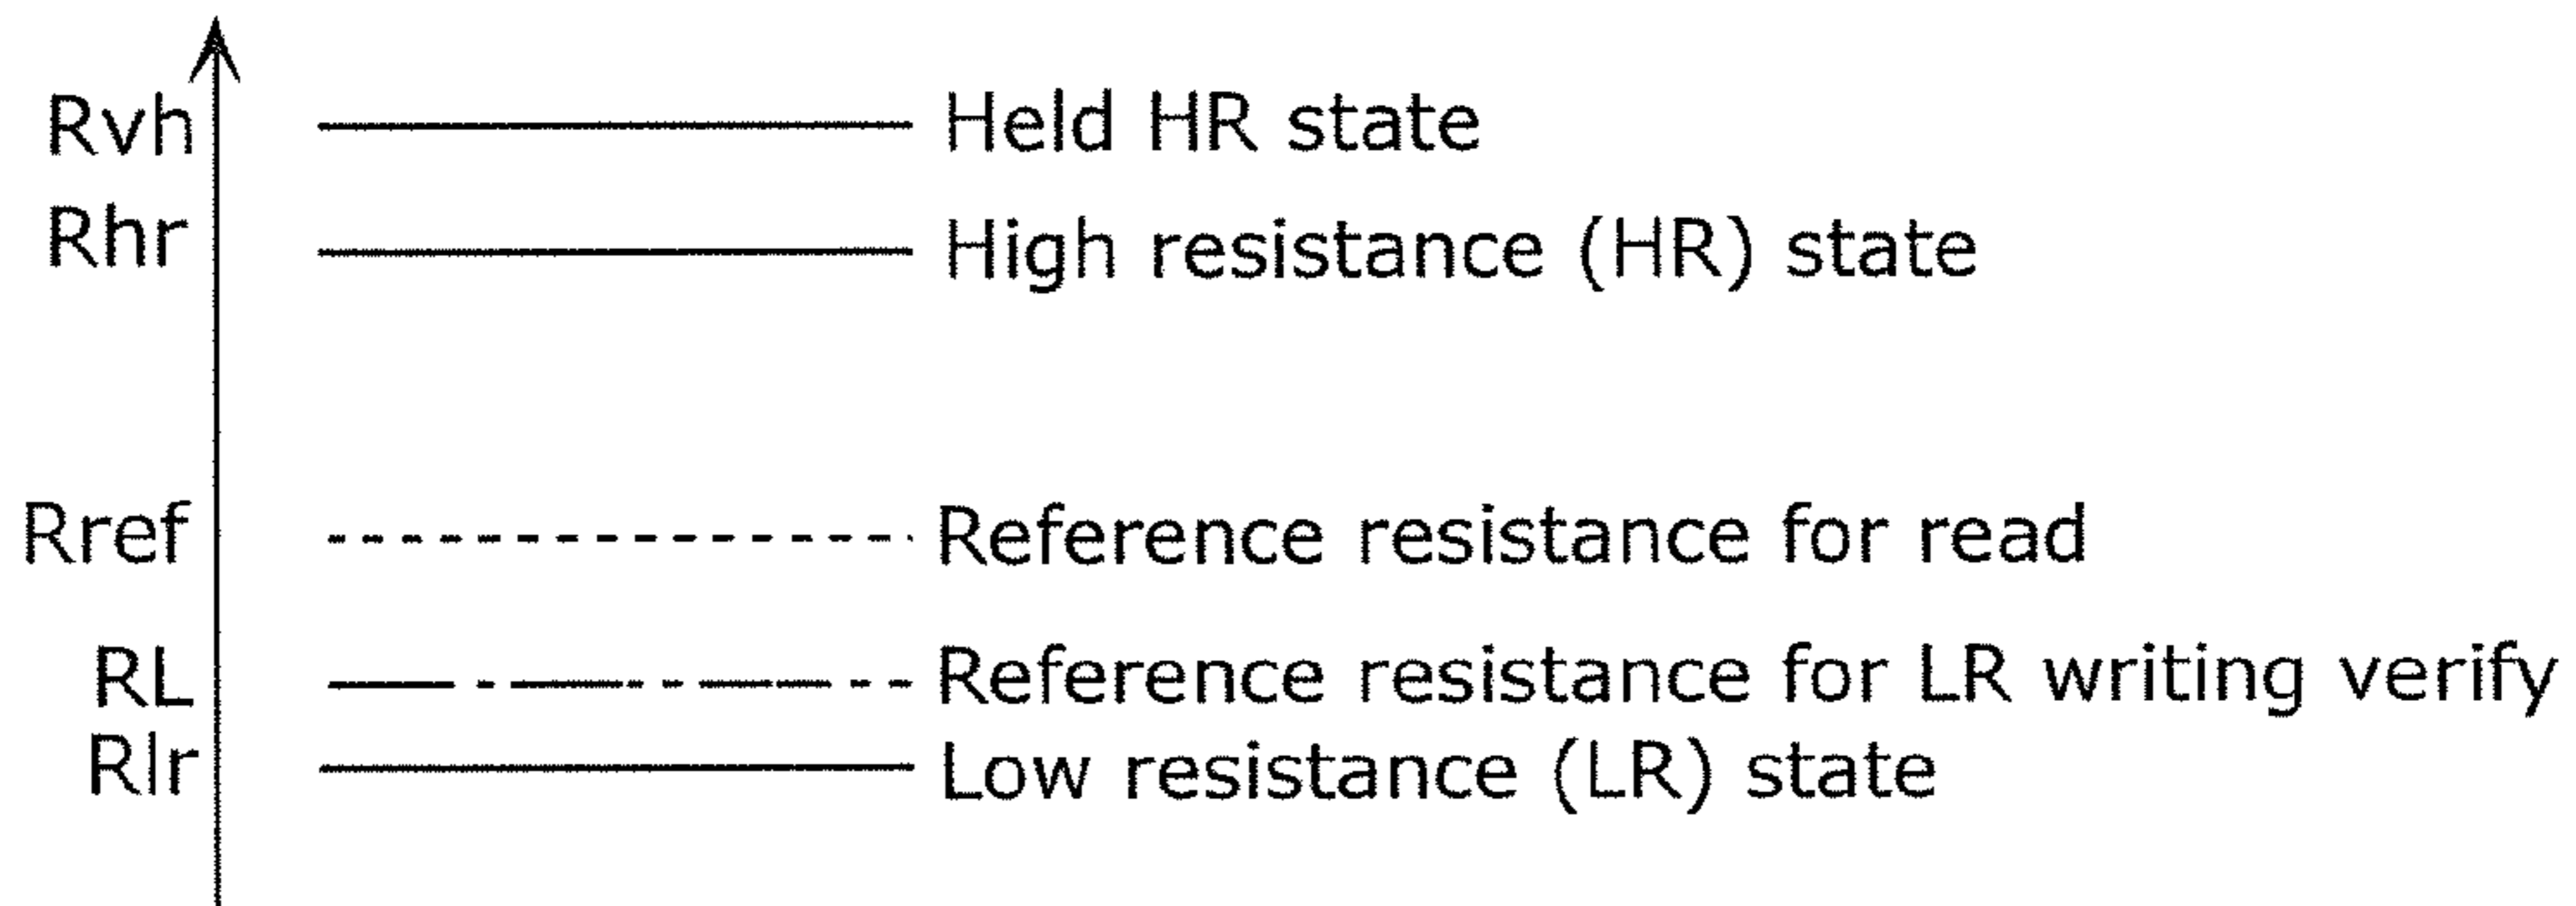 Rvh Held HR state
Rhr High resistance (HR) state
Rref Reference resistance for read
RL Reference resistance for LR writing verify
Rlr Low resistance (LR) state